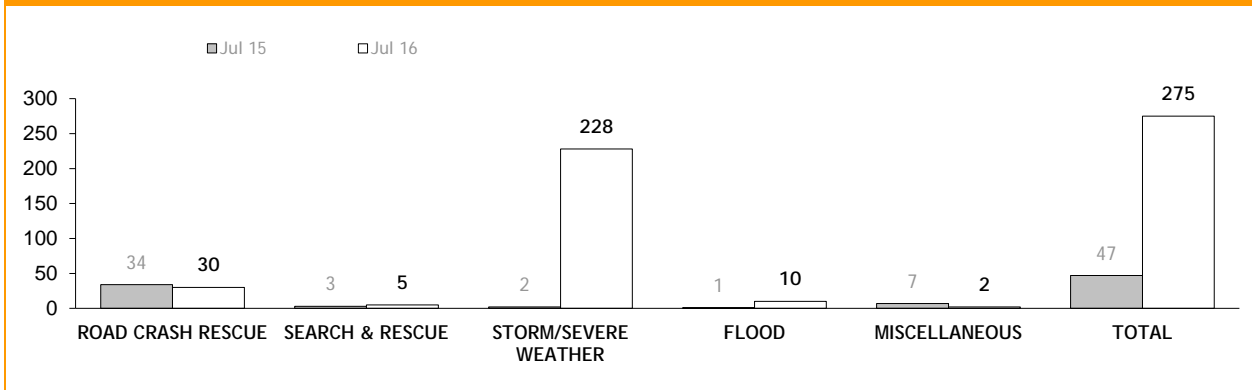 Jul 15 Jul 16
300
250
200
150
100
50
0
34 30 3 5 2 228 1 10 7 2 47 275
ROAD CRASH RESCUE SEARCH & RESCUE STORM/SEVERE WEATHER FLOOD MISCELLANEOUS TOTAL